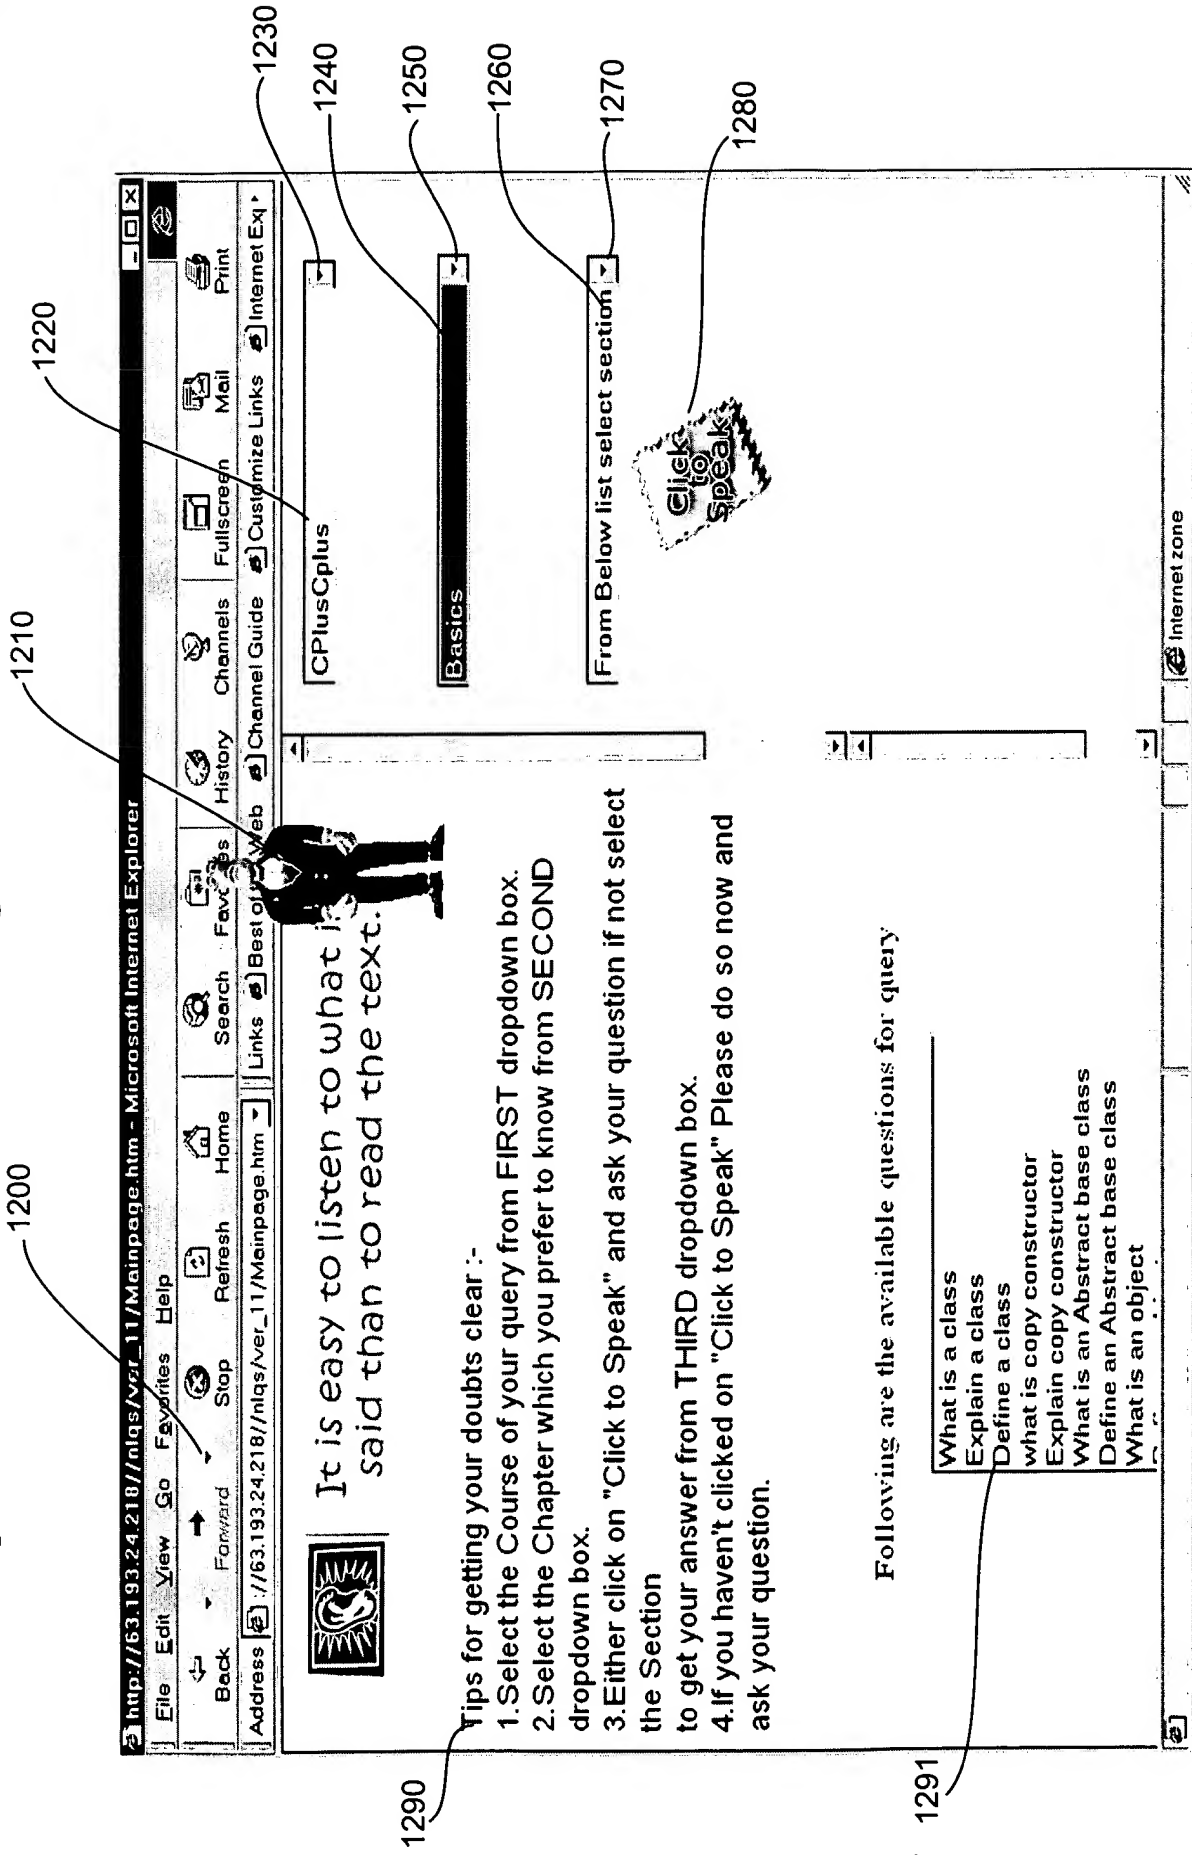 1200
1210
1220
1230
1240
1250
1260
1270
1280
1290
1291
http://63.193.24.218//nlqs/ver_11/Mainpage.htm - Microsoft Internet Explorer
File Edit View Go Favorites Help
Back Forward Stop Refresh Home Search Favorites History Channels Fullscreen Mail Print
Address ://63.193.24.218//nlqs/ver_11/Mainpage.htm Links Best of Web Channel Guide Customize Links Internet Exp
It is easy to listen to what i
said than to read the text.
CPlusCplus
Basics
From Below list select section
Click
to
Speak
Tips for getting your doubts clear :-
1.Select the Course of your query from FIRST dropdown box.
2.Select the Chapter which you prefer to know from SECOND
dropdown box.
3.Either click on "Click to Speak" and ask your question if not select
the Section
to get your answer from THIRD dropdown box.
4.If you haven't clicked on "Click to Speak" Please do so now and
ask your question.
Following are the available questions for query
What is a class
Explain a class
Define a class
what is copy constructor
Explain copy constructor
What is an Abstract base class
Define an Abstract base class
What is an object
Internet zone